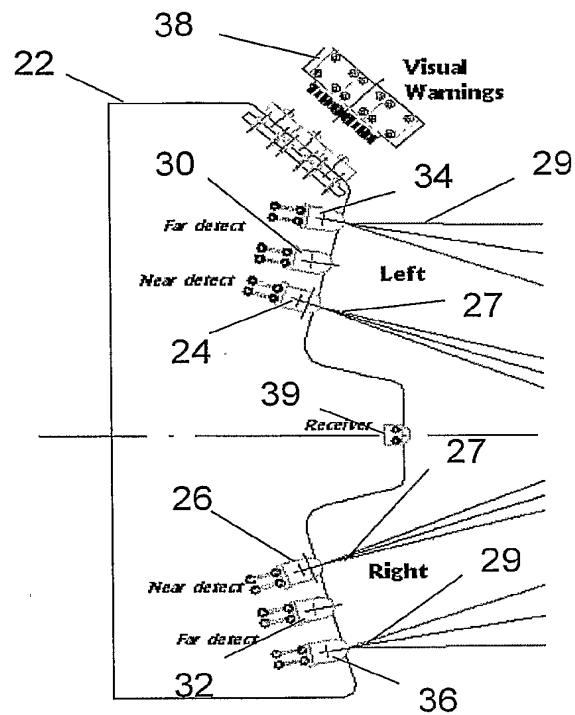 38
22
Visual
Warnings
30
34
29
Far detect
Left
Near detect
27
24
39
Receiver
27
26
Right
29
Near detect
Far detect
32
36